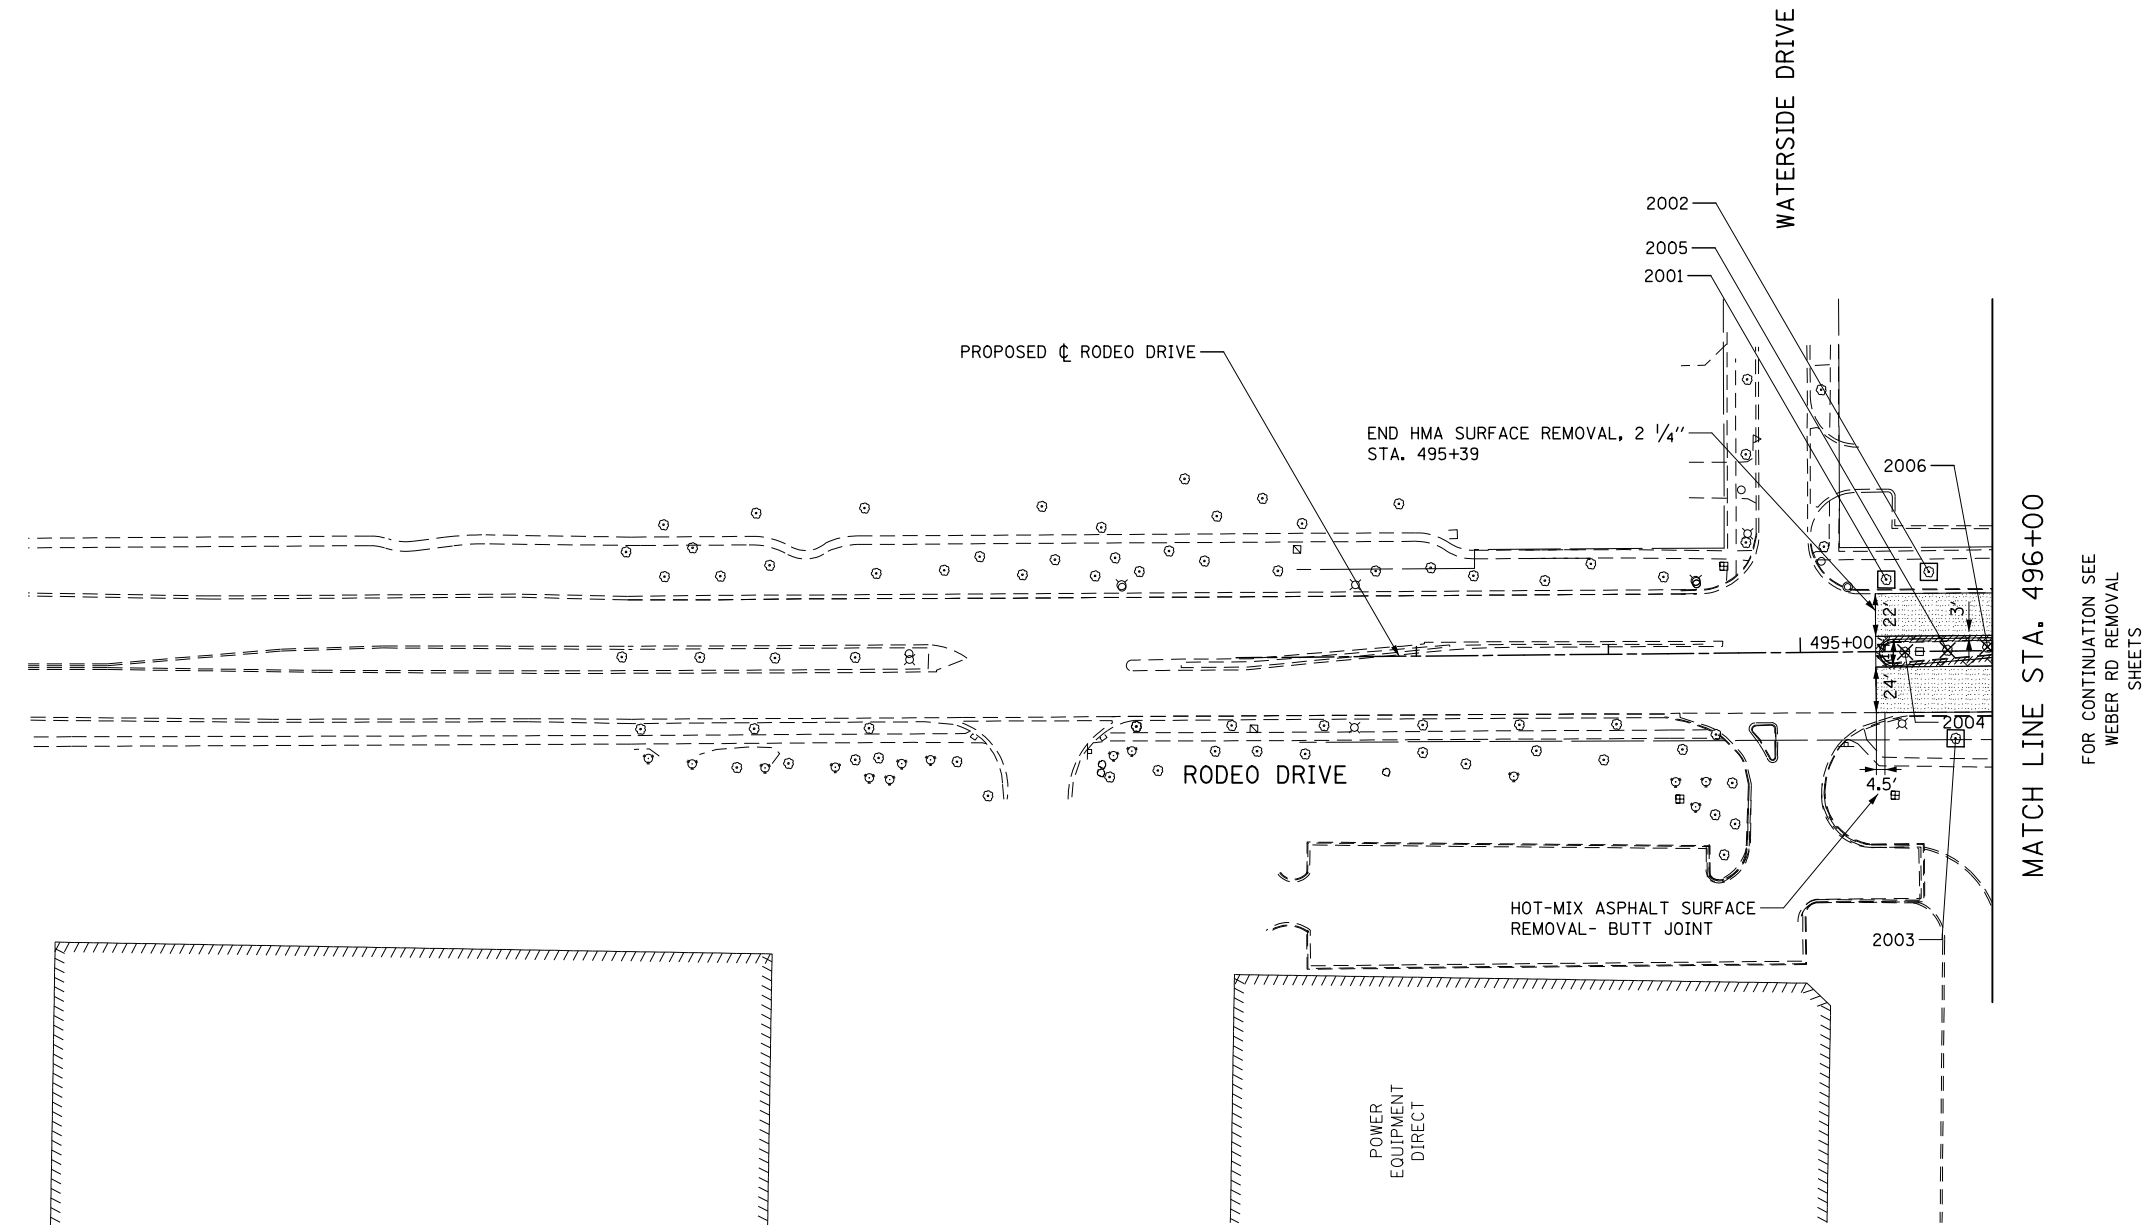 WATERSIDE DRIVE
2002
2005
2001
PROPOSED ℄ RODEO DRIVE
END HMA SURFACE REMOVAL, 2 1/4"
STA. 495+39
2006
MATCH LINE STA. 496+00
FOR CONTINUATION SEE
WEBER RD REMOVAL
SHEETS
22'
3'
495+00
24'
2004
RODEO DRIVE
4.5'
HOT-MIX ASPHALT SURFACE
REMOVAL- BUTT JOINT
2003
POWER
EQUIPMENT
DIRECT